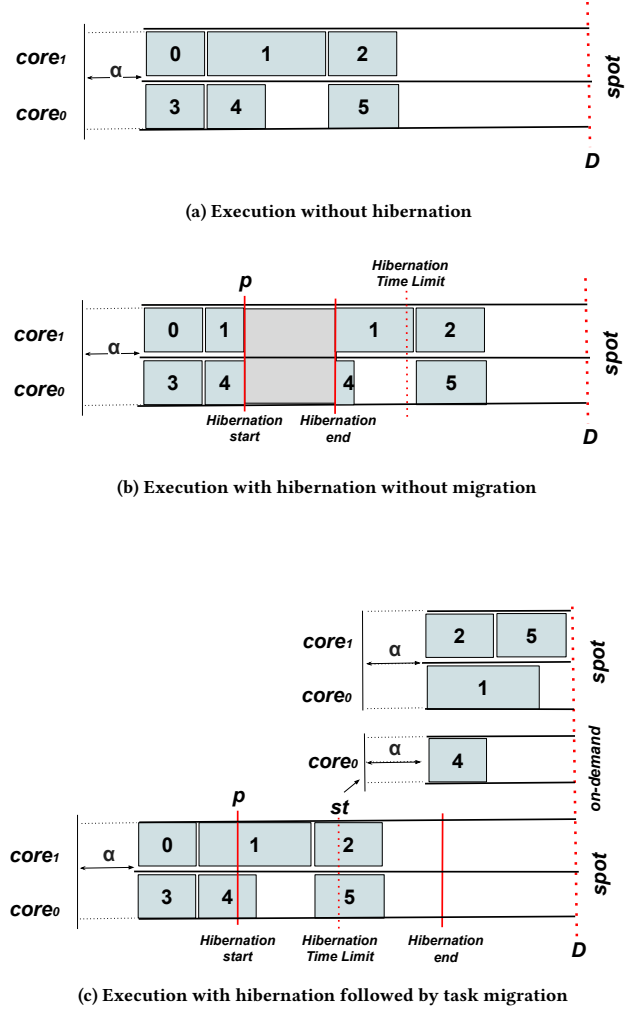 core1 α 0 1 2
core0 3 4 5
spot
D
(a) Execution without hibernation
p
Hibernation
Time Limit
core1 α 0 1 1 2
core0 3 4 4 5
spot
Hibernation
start
Hibernation
end
D
(b) Execution with hibernation without migration
core1 α 2 5
core0 1
spot
core0 α 4
on-demand
p
st
core1 α 0 1 2
core0 3 4 5
spot
Hibernation
start
Hibernation
Time Limit
Hibernation
end
D
(c) Execution with hibernation followed by task migration